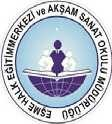 EŞME HALK EĞİTİMMERKEZİ ve AKŞAM SANAT OKULU MÜDÜRLÜĞÜ